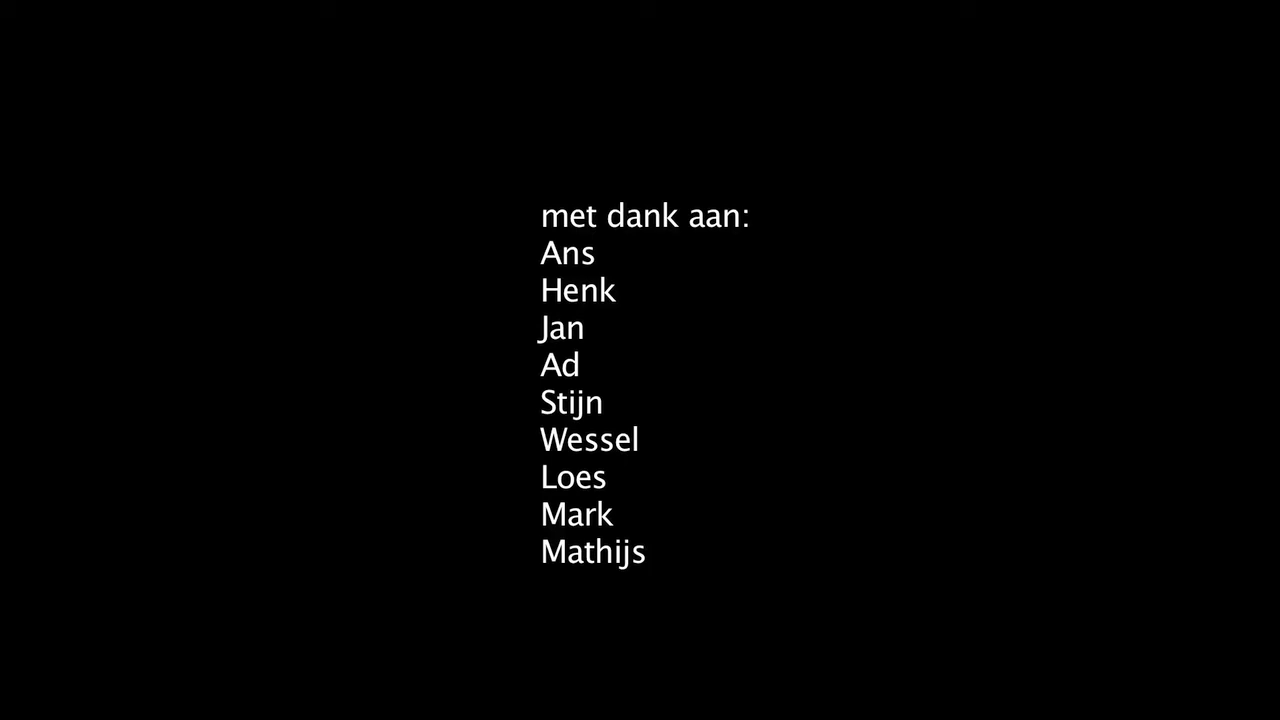 met dank aan:
Ans
Henk
Jan
Ad
Stijn
Wessel
Loes
Mark
Mathijs